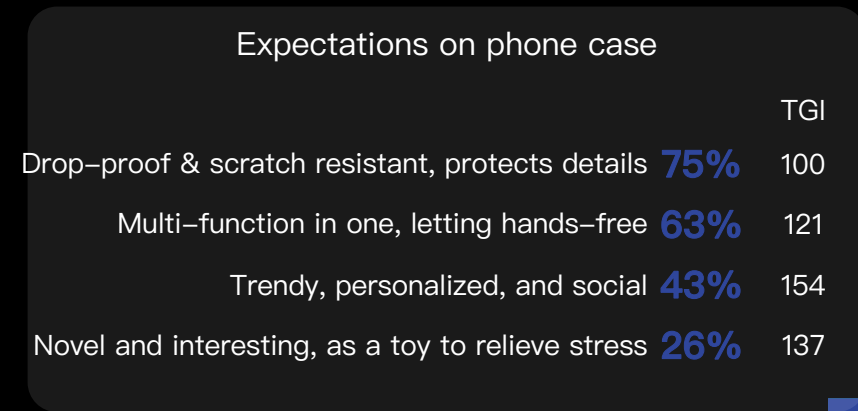 Expectations on phone case
TGI
Drop-proof & scratch resistant, protects details 75% 100
Multi-function in one, letting hands-free 63% 121
Trendy, personalized, and social 43% 154
Novel and interesting, as a toy to relieve stress 26% 137